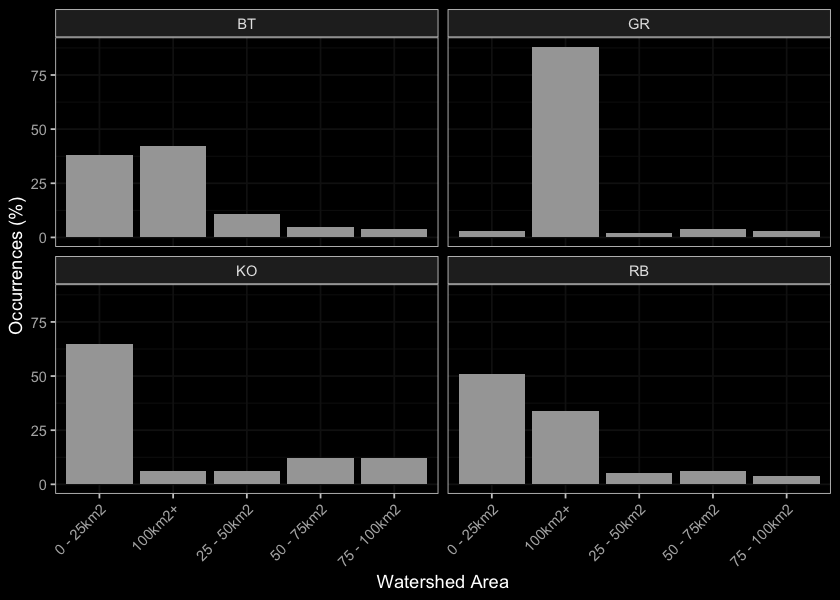 BT
GR
75
50
25
0
KO
RB
75
50
25
0
0 - 25km2
100km2+
25 - 50km2
50 - 75km2
75 - 100km2
0 - 25km2
100km2+
25 - 50km2
50 - 75km2
75 - 100km2
Occurrences (%)
Watershed Area